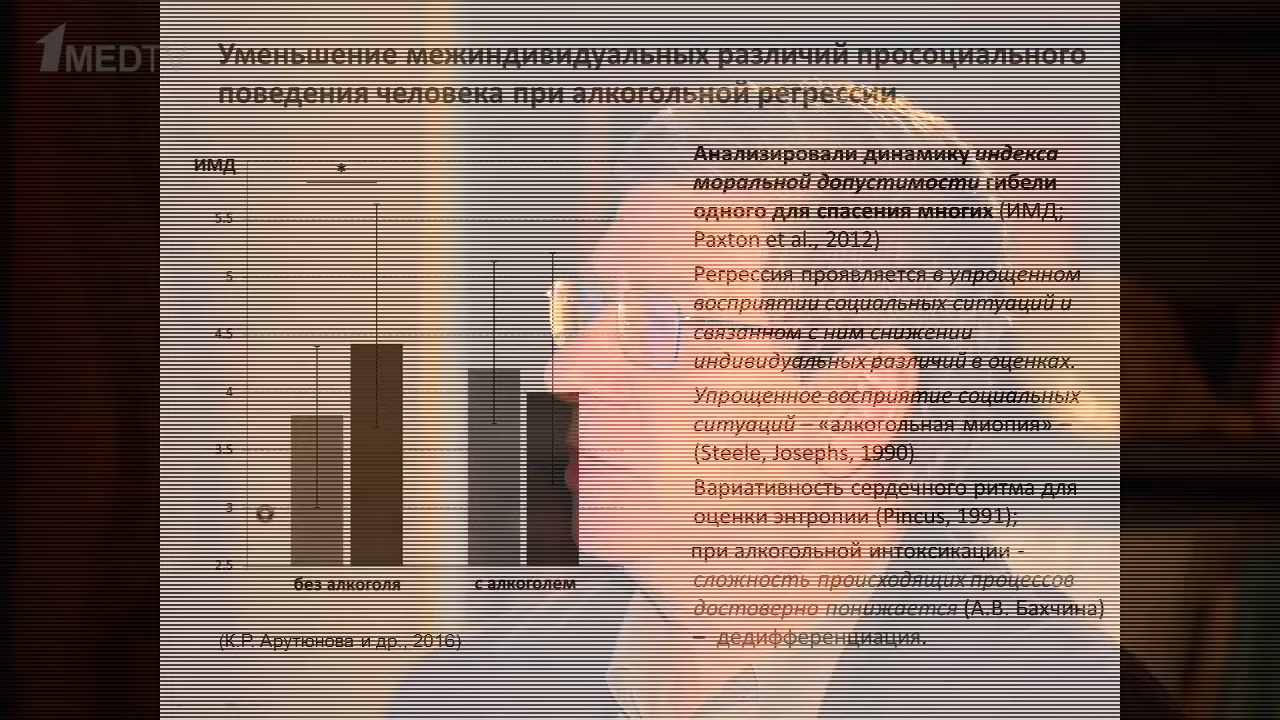 1MEDTV
Уменьшение межиндивидуальных различий просоциального
поведения человека при алкогольной регрессии
ИМД
*
5.5
5
4.5
4
3.5
3
2.5
без алкоголя
с алкоголем
(К.Р. Арутюнова и др., 2016)
Анализировали динамику индекса
моральной допустимости гибели
одного для спасения многих (ИМД;
Paxton et al., 2012)
Регрессия проявляется в упрощенном
восприятии социальных ситуаций и
связанном с ним снижении
индивидуальных различий в оценках.
Упрощенное восприятие социальных
ситуаций – «алкогольная миопия» –
(Steele, Josephs, 1990)
Вариативность сердечного ритма для
оценки энтропии (Pincus, 1991);
при алкогольной интоксикации -
сложность происходящих процессов
достоверно понижается (А.В. Бахчина)
– дедифференциация.